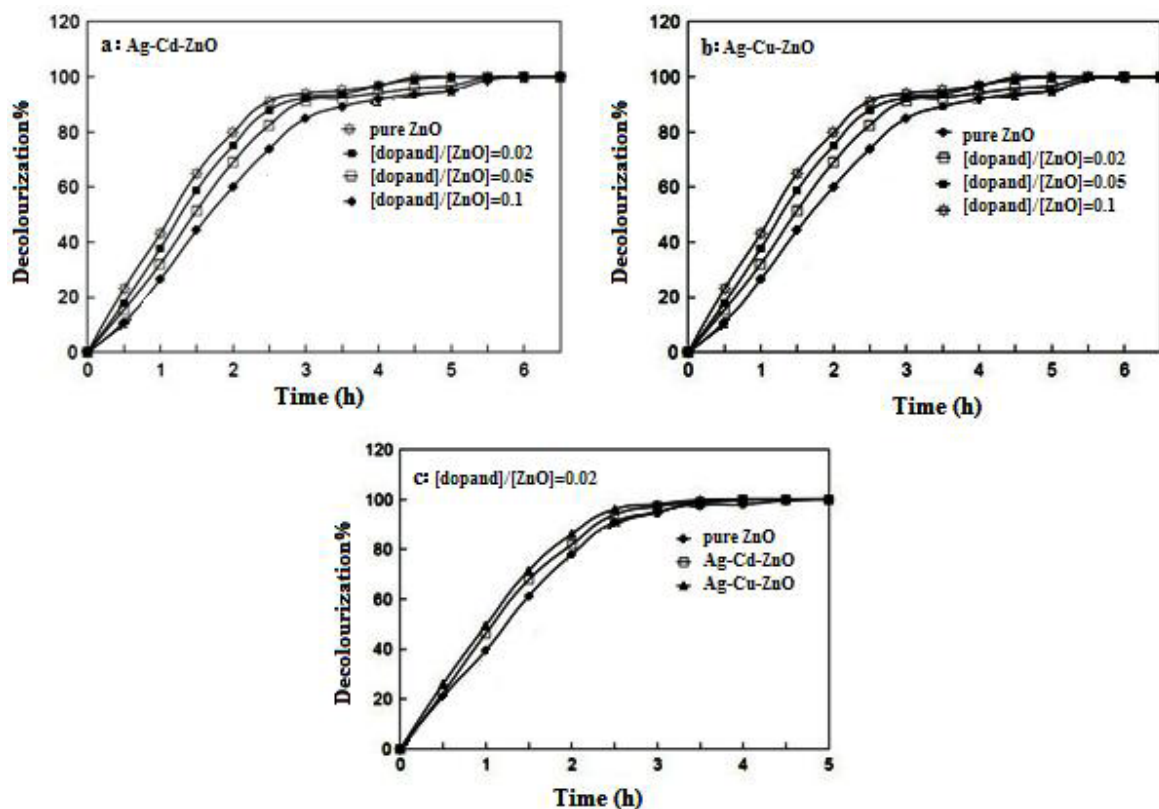 a: Ag-Cd-ZnO
pure ZnO
[dopand]/[ZnO]=0.02
[dopand]/[ZnO]=0.05
[dopand]/[ZnO]=0.1
Decolourization%
120
100
80
60
40
20
0
0 1 2 3 4 5 6
Time (h)
b: Ag-Cu-ZnO
pure ZnO
[dopand]/[ZnO]=0.02
[dopand]/[ZnO]=0.05
[dopand]/[ZnO]=0.1
Decolourization%
120
100
80
60
40
20
0
0 1 2 3 4 5 6
Time (h)
c: [dopand]/[ZnO]=0.02
pure ZnO
Ag-Cd-ZnO
Ag-Cu-ZnO
Decolourization%
120
100
80
60
40
20
0
0 1 2 3 4 5
Time (h)